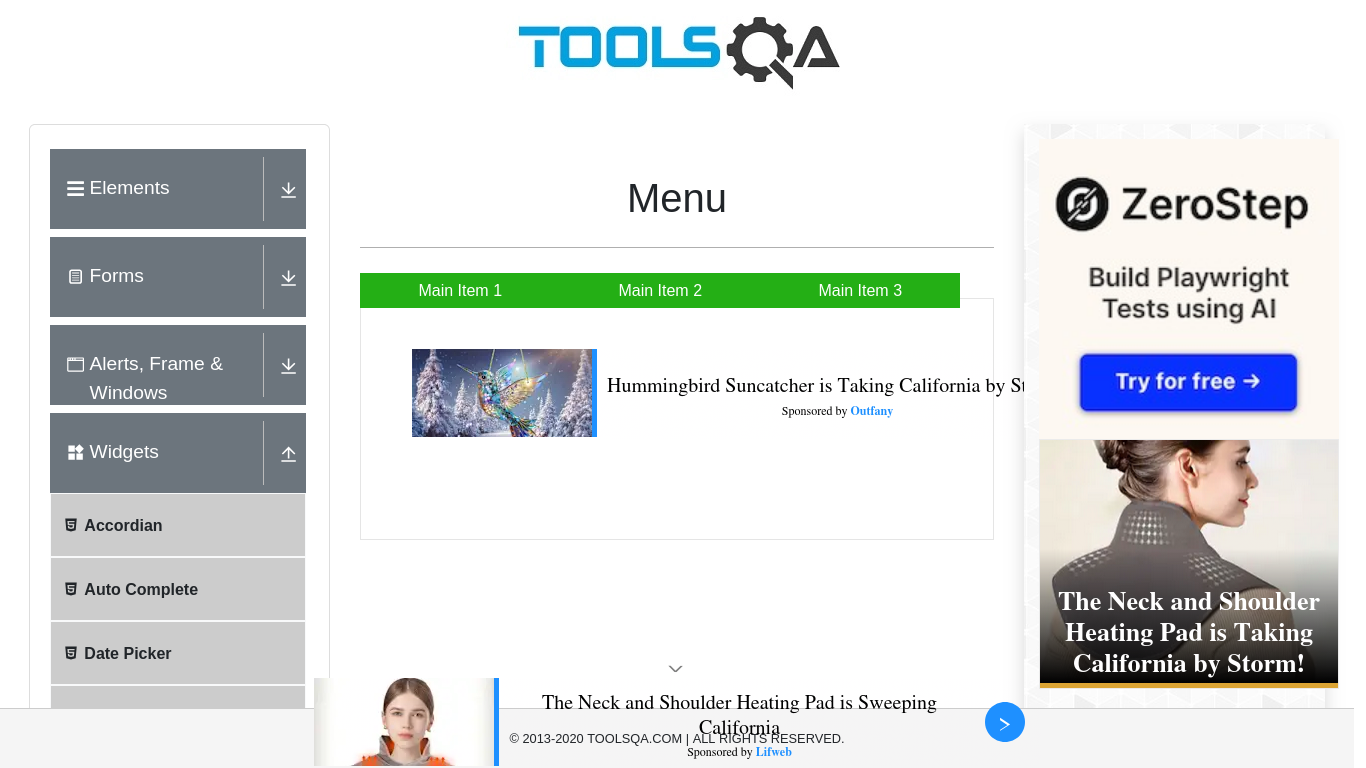 TOOLSQA
Elements
Forms
Alerts, Frame &
Windows
Widgets
Accordian
Auto Complete
Date Picker
Menu
Main Item 1
Main Item 2
Main Item 3
Hummingbird Suncatcher is Taking California by
Sponsored by Outfany
ZeroStep
Build Playwright
Tests using AI
Try for free →
The Neck and Shoulder
Heating Pad is Taking
California by Storm!
The Neck and Shoulder Heating Pad is Sweeping
California
© 2013-2020 TOOLSQA.COM | ALL RIGHTS RESERVED.
Sponsored by Lifweb